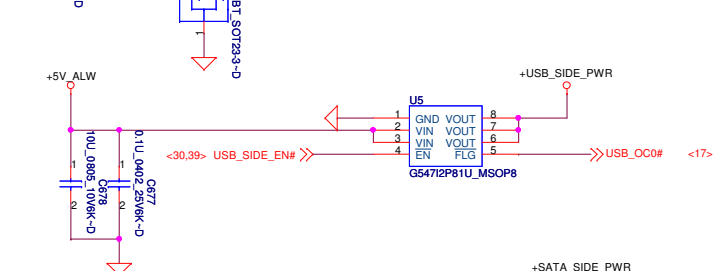 D
BT_SOT23-3~D
1
+5V_ALW
+USB_SIDE_PWR
U5
1 GND VOUT 8
2 VIN VOUT 7
3 VIN VOUT 6
4 EN FLG 5
G547I2P81U_MSOP8
<30,39> USB_SIDE_EN#
USB_OC0# <17>
1
2
10U_0805_10V6K~D
C678
1
2
0.1U_0402_25V6K~D
C677
+SATA_SIDE_PWR